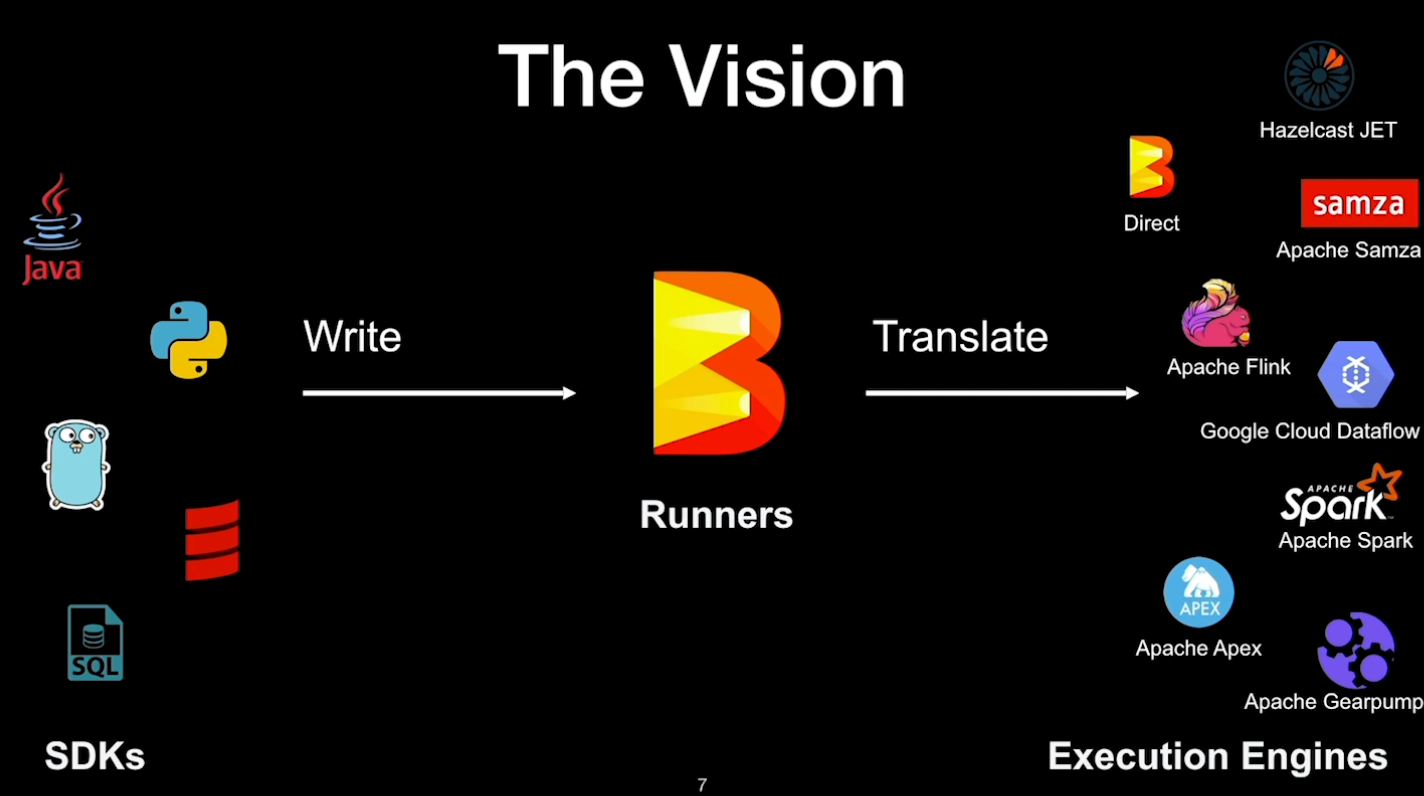 The Vision
Hazelcast JET
Direct
samza
Apache Samza
Java
Write
Translate
Apache Flink
Google Cloud Dataflow
APACHE
Spark™
Apache Spark
Runners
APEX
Apache Apex
SQL
Apache Gearpump
SDKs
Execution Engines
7